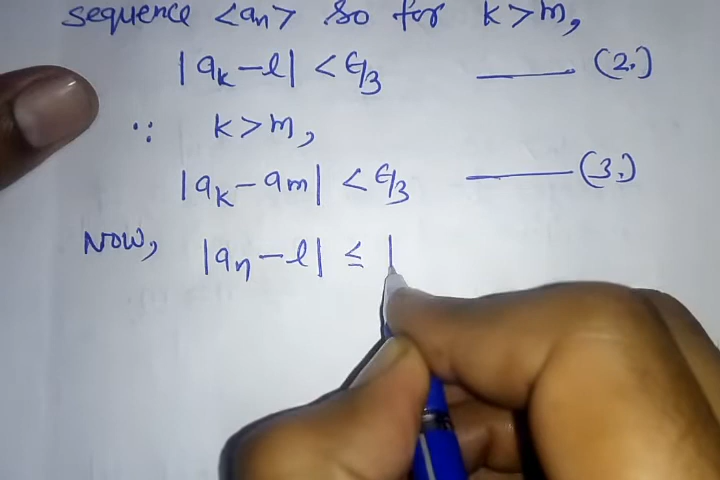 sequence <an> so for k > m,
|ak - l| < ϵ/3 —— (2.)
∵ k > m,
|ak - am| < ϵ/3 —— (3.)
Now, |an - l| ≤ |